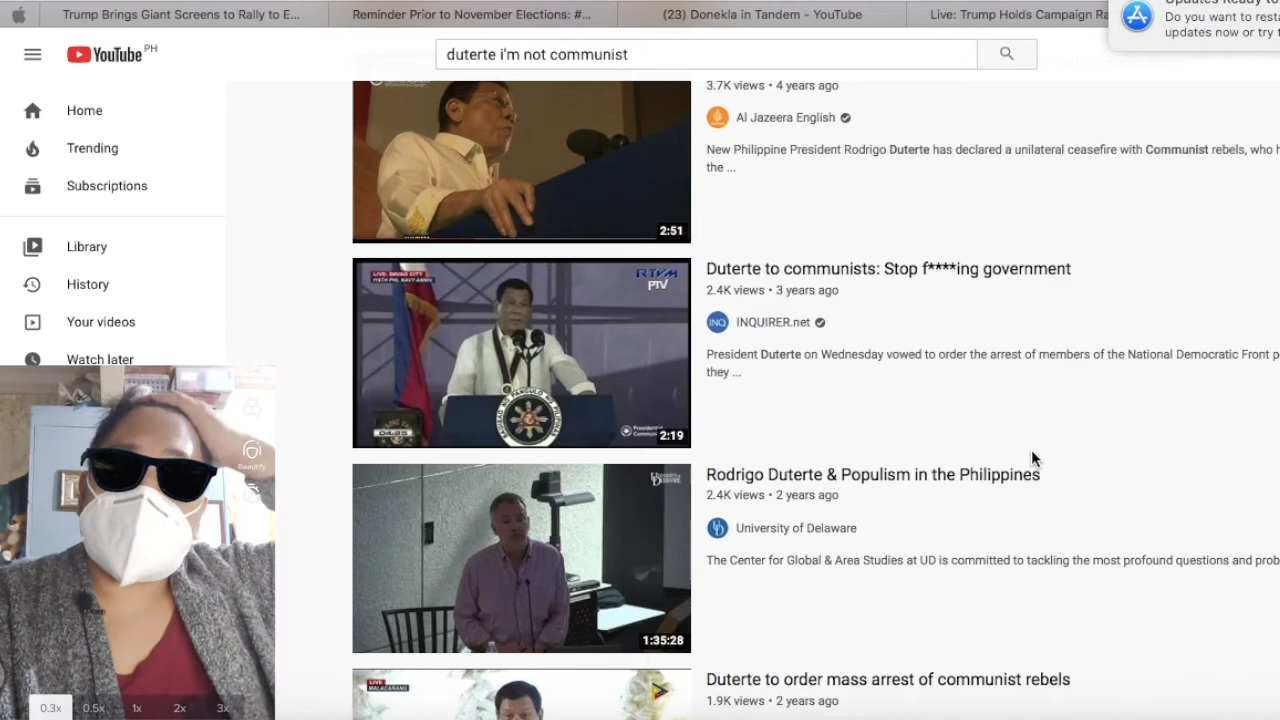 Trump Brings Giant Screens to Rally to E...
Reminder Prior to November Elections: #...
(23) Donekla in Tandem - YouTube
Live: Trump Holds Campaign Ra
Updates Ready to
Do you want to resta
updates now or try t
YouTube PH
duterte i'm not communist
Home
Trending
Subscriptions
Library
History
Your videos
Watch later
3.7K views • 4 years ago
Al Jazeera English
New Philippine President Rodrigo Duterte has declared a unilateral ceasefire with Communist rebels, who h
the ...
2:51
Duterte to communists: Stop f****ing government
2.4K views • 3 years ago
INQ INQUIRER.net
President Duterte on Wednesday vowed to order the arrest of members of the National Democratic Front p
they ...
LIVE: DAVAO CITY
RTVM
PTV
2:19
Rodrigo Duterte & Populism in the Philippines
2.4K views • 2 years ago
UD University of Delaware
The Center for Global & Area Studies at UD is committed to tackling the most profound questions and prob
1:35:28
Duterte to order mass arrest of communist rebels
1.9K views • 2 years ago
LIVE
MALACAÑANG
Beautify
0.3x 0.5x 1x 2x 3x